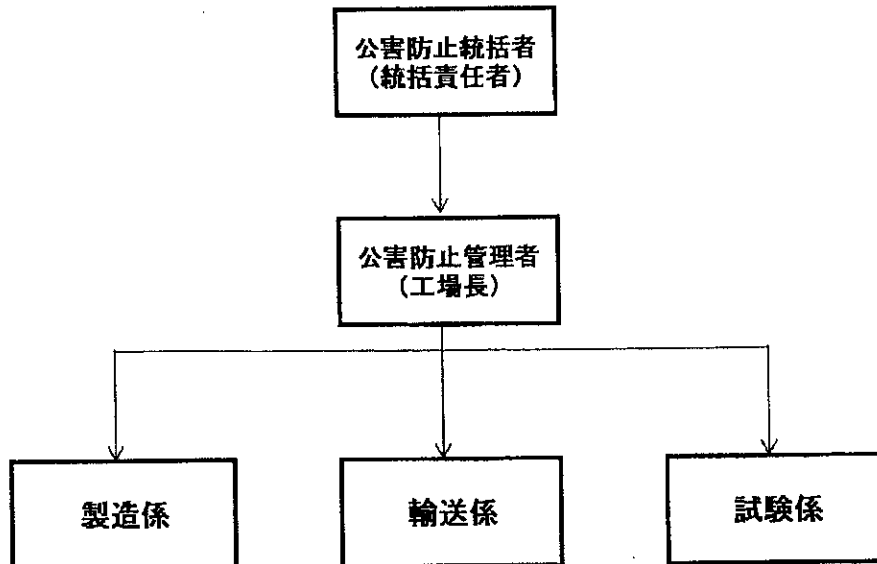 公害防止統括者
(統括責任者)
公害防止管理者
(工場長)
製造係
輸送係
試験係